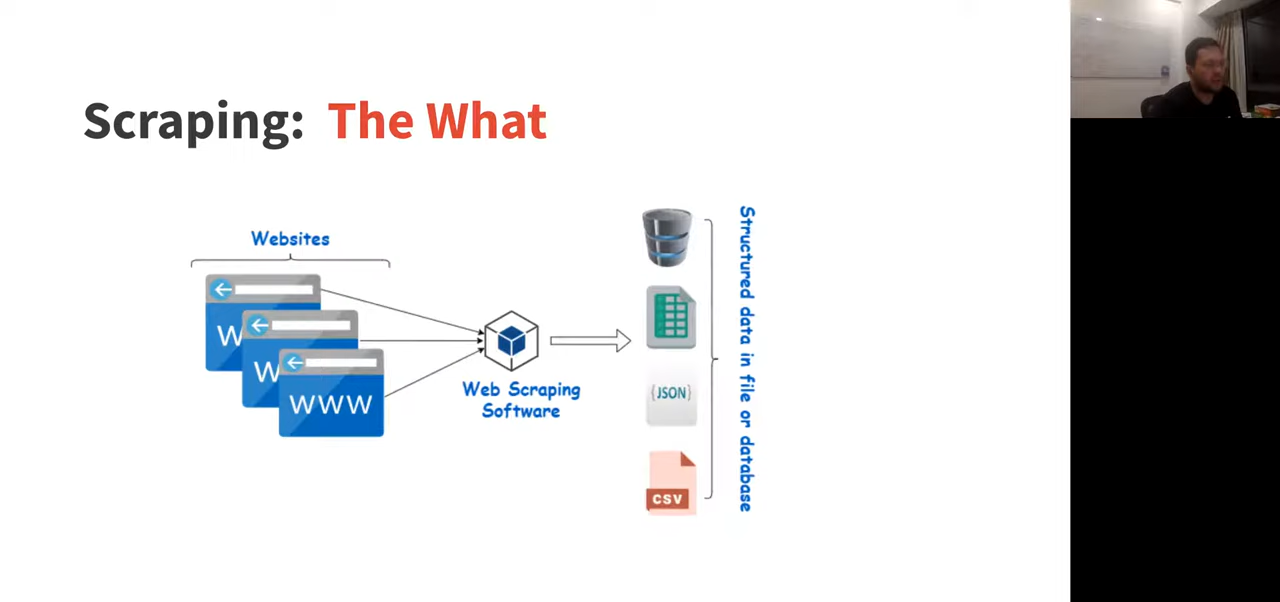 Scraping: The What
Websites
W
W
WWW
Web Scraping
Software
{JSON}
CSV
Structured data in file or database